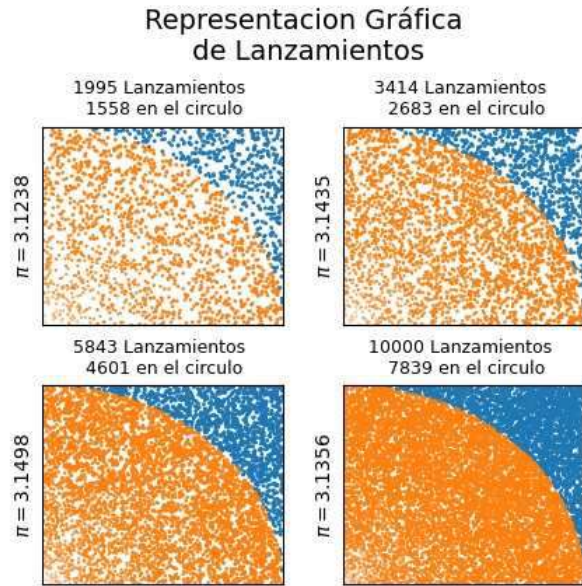 Representacion Gráfica
de Lanzamientos
1995 Lanzamientos
1558 en el circulo
π = 3.1238
3414 Lanzamientos
2683 en el circulo
π = 3.1435
5843 Lanzamientos
4601 en el circulo
π = 3.1498
10000 Lanzamientos
7839 en el circulo
π = 3.1356